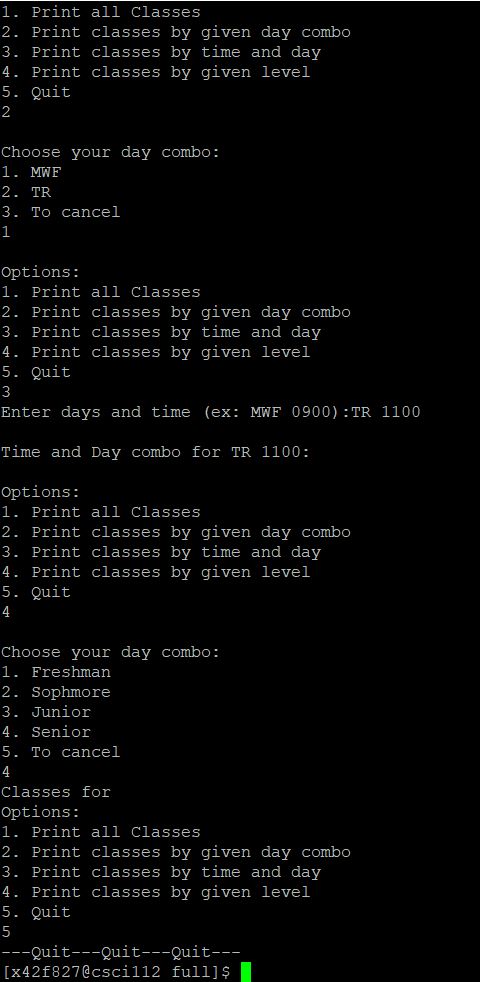 1. Print all Classes
2. Print classes by given day combo
3. Print classes by time and day
4. Print classes by given level
5. Quit
2
Choose your day combo:
1. MWF
2. TR
3. To cancel
1
Options:
1. Print all Classes
2. Print classes by given day combo
3. Print classes by time and day
4. Print classes by given level
5. Quit
3
Enter days and time (ex: MWF 0900):TR 1100
Time and Day combo for TR 1100:
Options:
1. Print all Classes
2. Print classes by given day combo
3. Print classes by time and day
4. Print classes by given level
5. Quit
4
Choose your day combo:
1. Freshman
2. Sophmore
3. Junior
4. Senior
5. To cancel
4
Classes for
Options:
1. Print all Classes
2. Print classes by given day combo
3. Print classes by time and day
4. Print classes by given level
5. Quit
5
---Quit---Quit---Quit---
[x42f827@csci112 full]$